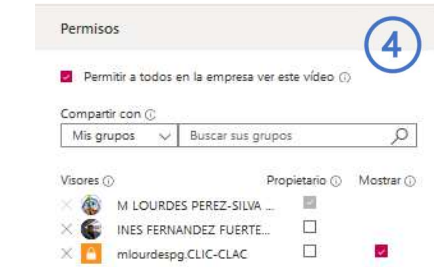 Permisos
4
Permitir a todos en la empresa ver este vídeo
Compartir con
Mis grupos Buscar sus grupos
Visores Propietario Mostrar
M LOURDES PEREZ-SILVA ...
INES FERNANDEZ FUERTE...
mlourdespg.CLIC-CLAC